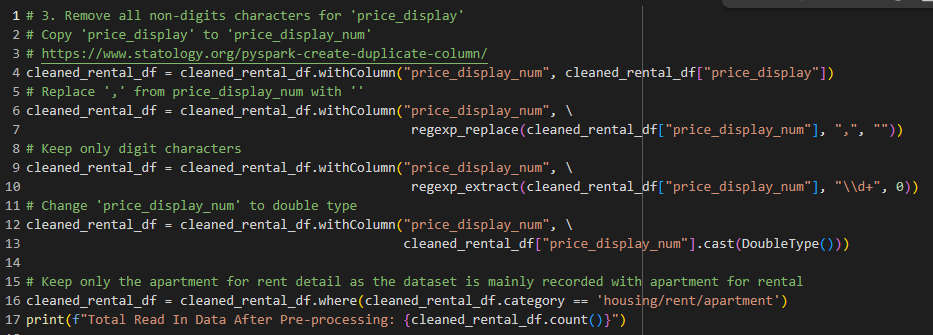 1 # 3. Remove all non-digits characters for 'price_display'
2 # Copy 'price_display' to 'price_display_num'
3 # https://www.statology.org/pyspark-create-duplicate-column/
4 cleaned_rental_df = cleaned_rental_df.withColumn("price_display_num", cleaned_rental_df["price_display"])
5 # Replace ',' from price_display_num with ''
6 cleaned_rental_df = cleaned_rental_df.withColumn("price_display_num", \
7 regexp_replace(cleaned_rental_df["price_display_num"], ",", ""))
8 # Keep only digit characters
9 cleaned_rental_df = cleaned_rental_df.withColumn("price_display_num", \
10 regexp_extract(cleaned_rental_df["price_display_num"], "\\d+", 0))
11 # Change 'price_display_num' to double type
12 cleaned_rental_df = cleaned_rental_df.withColumn("price_display_num", \
13 cleaned_rental_df["price_display_num"].cast(DoubleType()))
14
15 # Keep only the apartment for rent detail as the dataset is mainly recorded with apartment for rental
16 cleaned_rental_df = cleaned_rental_df.where(cleaned_rental_df.category == 'housing/rent/apartment')
17 print(f"Total Read In Data After Pre-processing: {cleaned_rental_df.count()}")